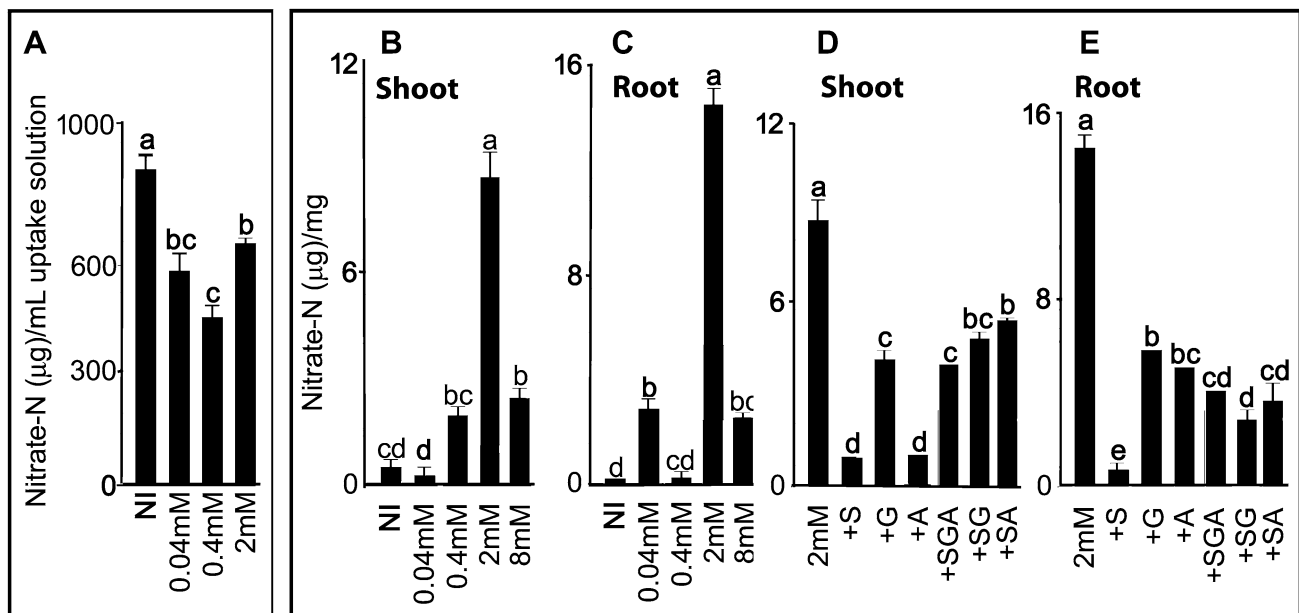 A
Nitrate-N (μg)/mL uptake solution
1000
600
300
0
a
bc
c
b
NI
0.04mM
0.4mM
2mM
B
Shoot
Nitrate-N (μg)/mg
12
6
0
cd
d
bc
a
b
NI
0.04mM
0.4mM
2mM
8mM
C
Root
16
8
0
d
b
cd
a
bc
NI
0.04mM
0.4mM
2mM
8mM
D
Shoot
12
6
0
a
d
c
d
c
bc
b
2mM
+S
+G
+A
+SGA
+SG
+SA
E
Root
16
8
0
a
e
b
bc
cd
d
cd
2mM
+S
+G
+A
+SGA
+SG
+SA